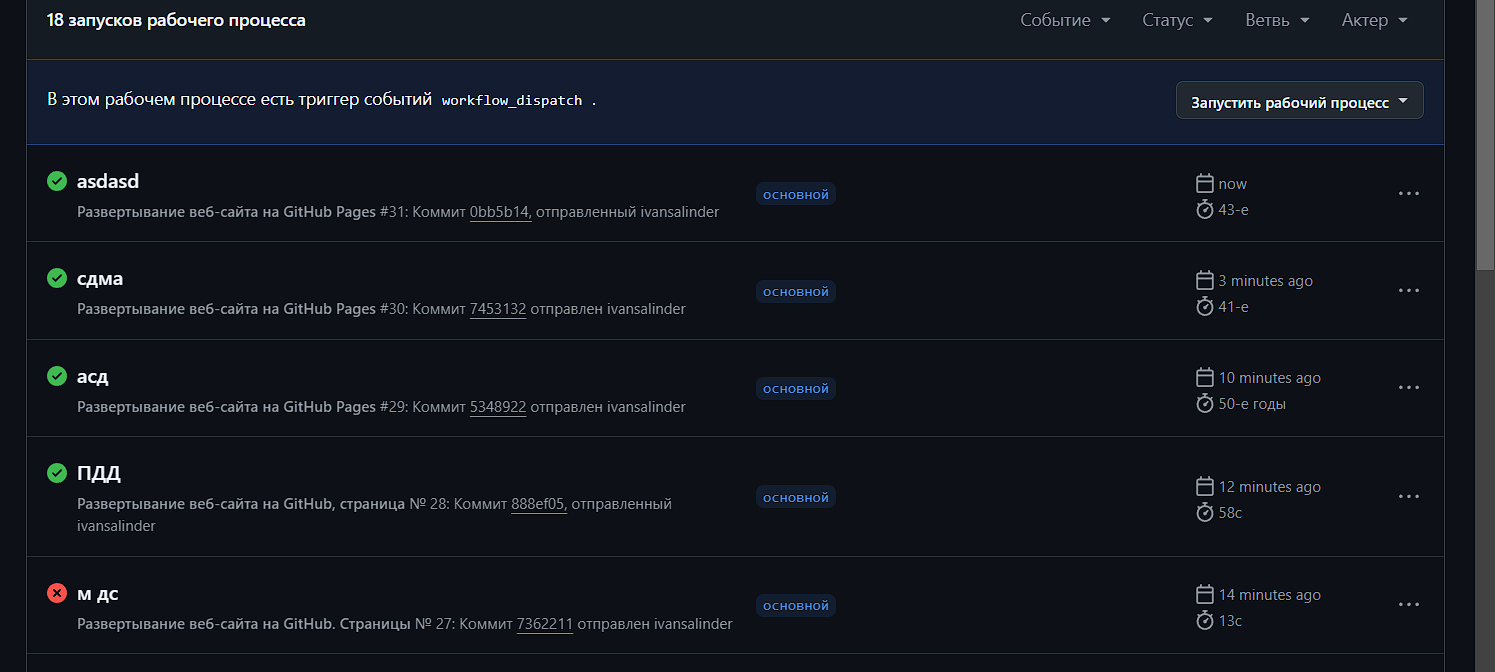 18 запусков рабочего процесса
Событие Статус Ветвь Актер
В этом рабочем процессе есть триггер событий workflow_dispatch .
Запустить рабочий процесс
asdasd
Развертывание веб-сайта на GitHub Pages #31: Коммит 0bb5b14, отправленный ivansalinder
основной
now
43-е
сдма
Развертывание веб-сайта на GitHub Pages #30: Коммит 7453132 отправлен ivansalinder
основной
3 minutes ago
41-е
асд
Развертывание веб-сайта на GitHub Pages #29: Коммит 5348922 отправлен ivansalinder
основной
10 minutes ago
50-е годы
ПДД
Развертывание веб-сайта на GitHub, страница № 28: Коммит 888ef05, отправленный
ivansalinder
основной
12 minutes ago
58с
м дс
Развертывание веб-сайта на GitHub. Страницы № 27: Коммит 7362211 отправлен ivansalinder
основной
14 minutes ago
13с